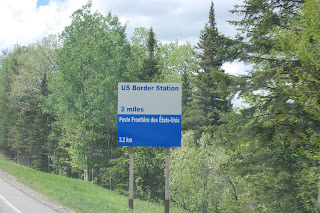 US Border Station
2 miles
Poste Frontière des États-Unis
3.2 km